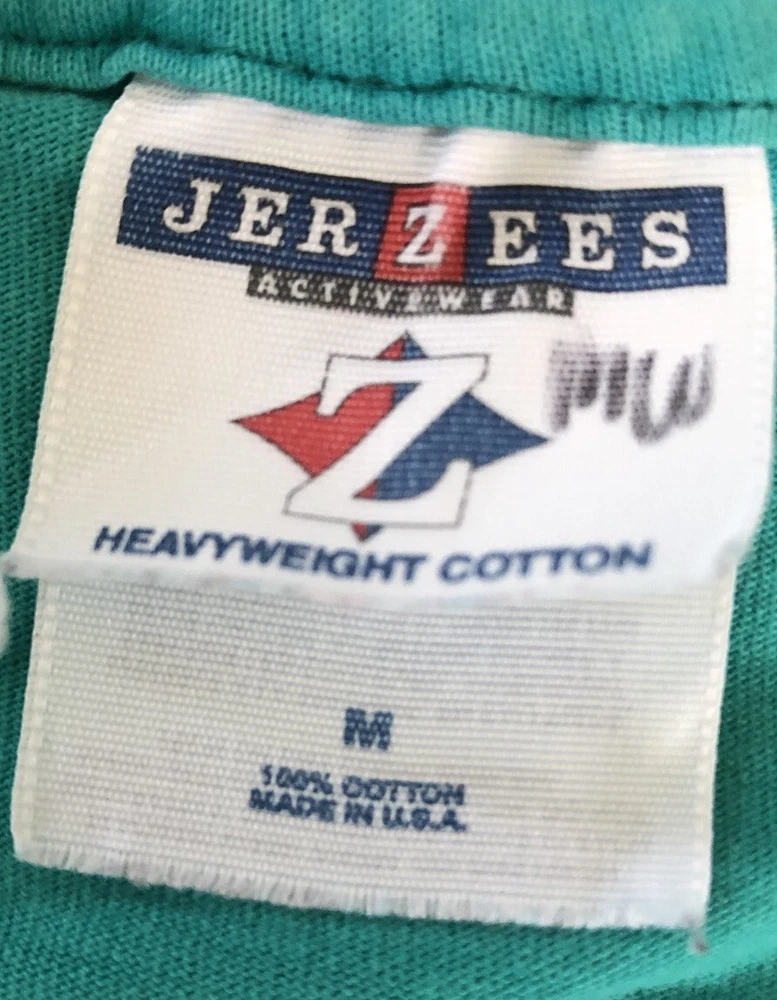 JERZEES
ACTIVEWEAR
Z
MW
HEAVYWEIGHT COTTON
M
100% COTTON
MADE IN U.S.A.